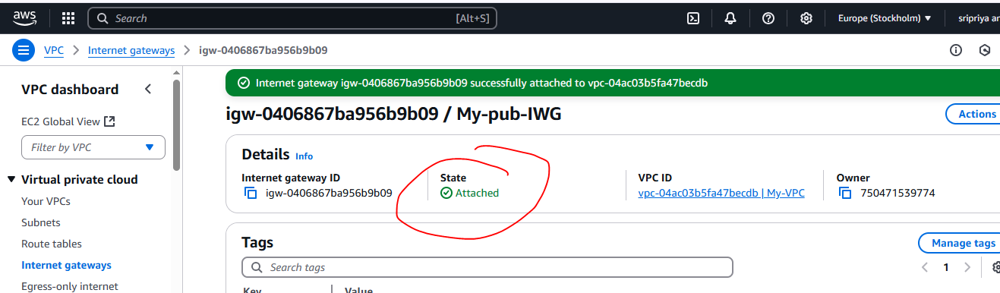 aws Search [Alt+S] Europe (Stockholm) sripriya
VPC Internet gateways igw-0406867ba956b9b09
VPC dashboard
EC2 Global View
Filter by VPC
Virtual private cloud
Your VPCs
Subnets
Route tables
Internet gateways
Egress-only internet
Internet gateway igw-0406867ba956b9b09 successfully attached to vpc-04ac03b5fa47becdb
igw-0406867ba956b9b09 / My-pub-IWG
Actions
Details Info
Internet gateway ID
igw-0406867ba956b9b09
State
Attached
VPC ID
vpc-04ac03b5fa47becdb | My-VPC
Owner
750471539774
Tags
Manage tags
Search tags
1
Key Value